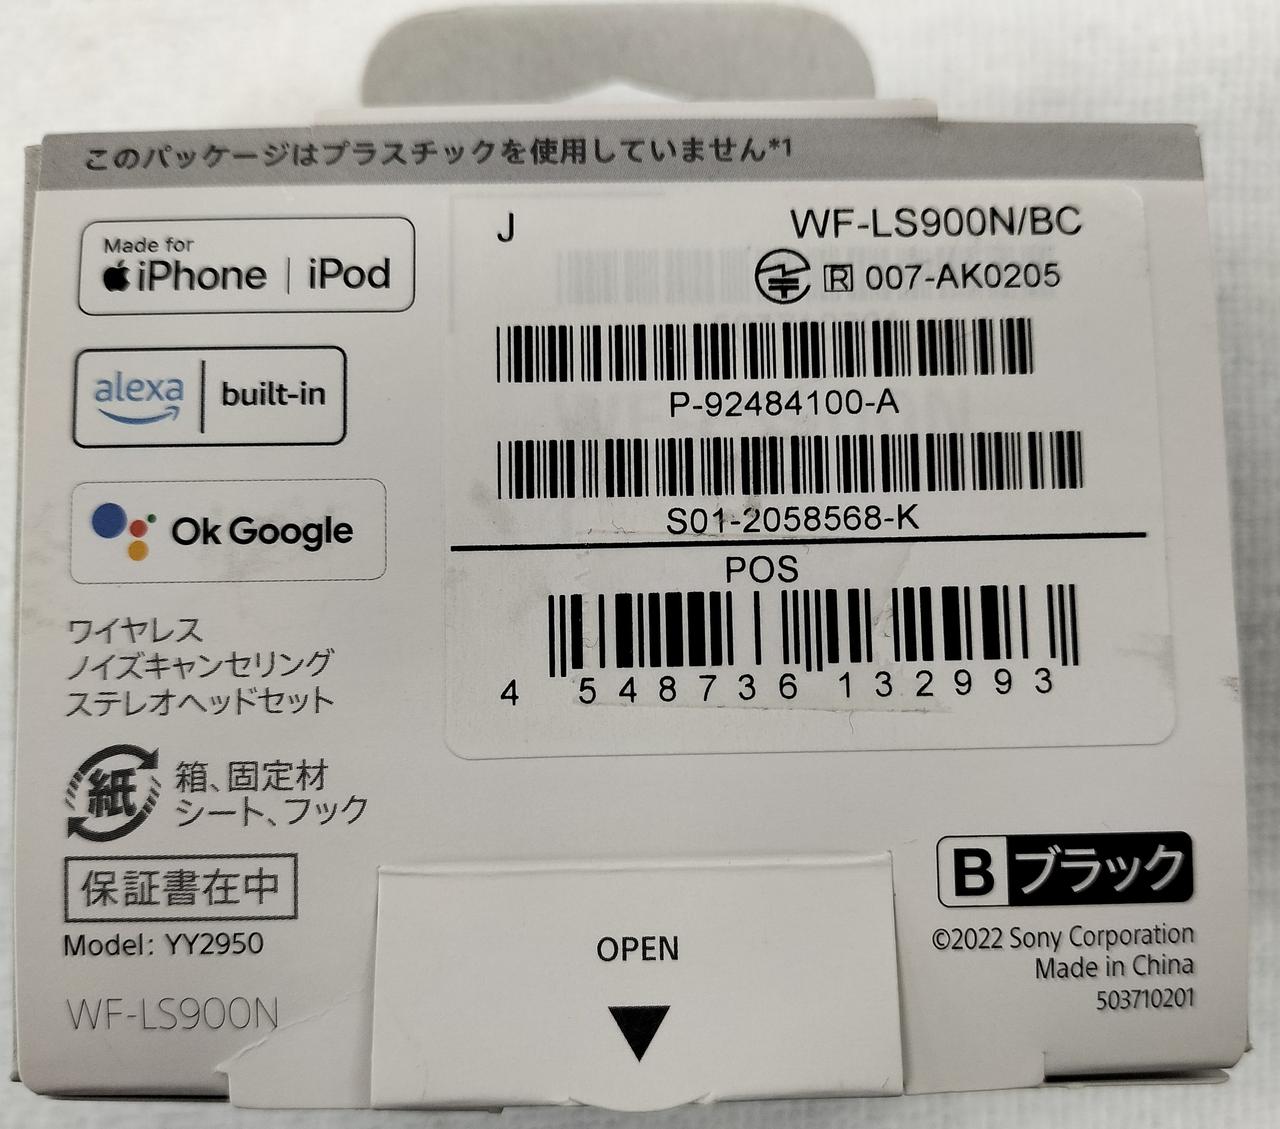 このパッケージはプラスチックを使用していません*1
Made for
iPhone | iPod
alexa | built-in
Ok Google
ワイヤレス
ノイズキャンセリング
ステレオヘッドセット
紙 箱、固定材
シート、フック
保証書在中
Model: YY2950
WF-LS900N
J WF-LS900N/BC
R 007-AK0205
P-92484100-A
S01-2058568-K
POS
4 548736 132993
OPEN
B ブラック
©2022 Sony Corporation
Made in China
503710201